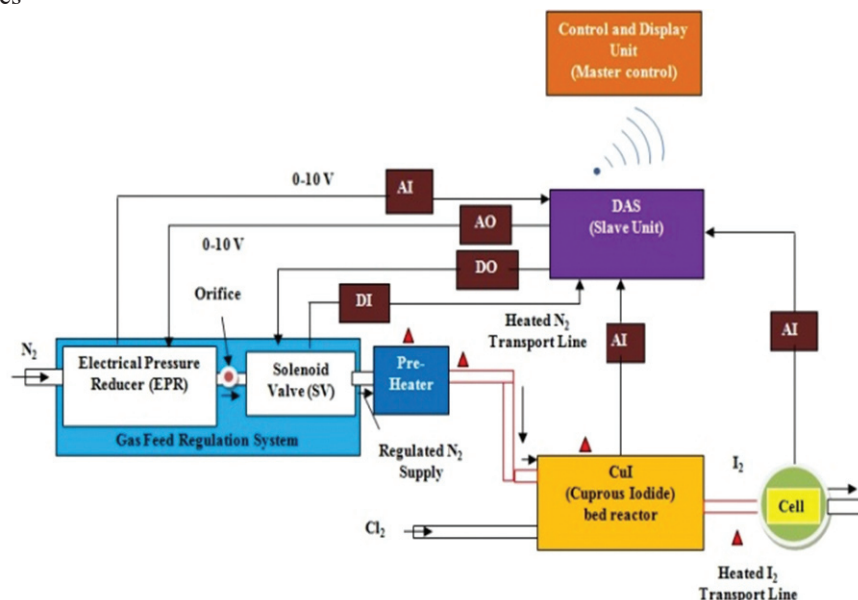 es
Control and Display
Unit
(Master control)
0-10 V
AI
DAS
(Slave Unit)
AO
0-10 V
DO
Orifice
DI
Heated N₂
Transport Line
AI
AI
N₂
Electrical Pressure
Reducer (EPR)
Solenoid
Valve (SV)
Pre-
Heater
Gas Feed Regulation System
Regulated N₂
Supply
CuI
(Cuprous Iodide)
bed reactor
I₂
Cell
Cl₂
Heated I₂
Transport Line